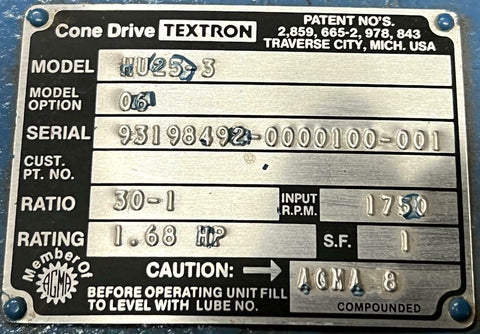 Cone Drive TEXTRON
PATENT NO'S.
2,859, 665-2, 978, 843
TRAVERSE CITY, MICH. USA
MODEL HU25-3
MODEL OPTION 06
SERIAL 93198492-0000100-001
CUST. PT. NO.
RATIO 30-1 INPUT R.P.M. 1750
RATING 1.68 HP S.F. 1
Member Of AGMA
CAUTION: AGMA 8
BEFORE OPERATING UNIT FILL
TO LEVEL WITH LUBE NO. COMPOUNDED